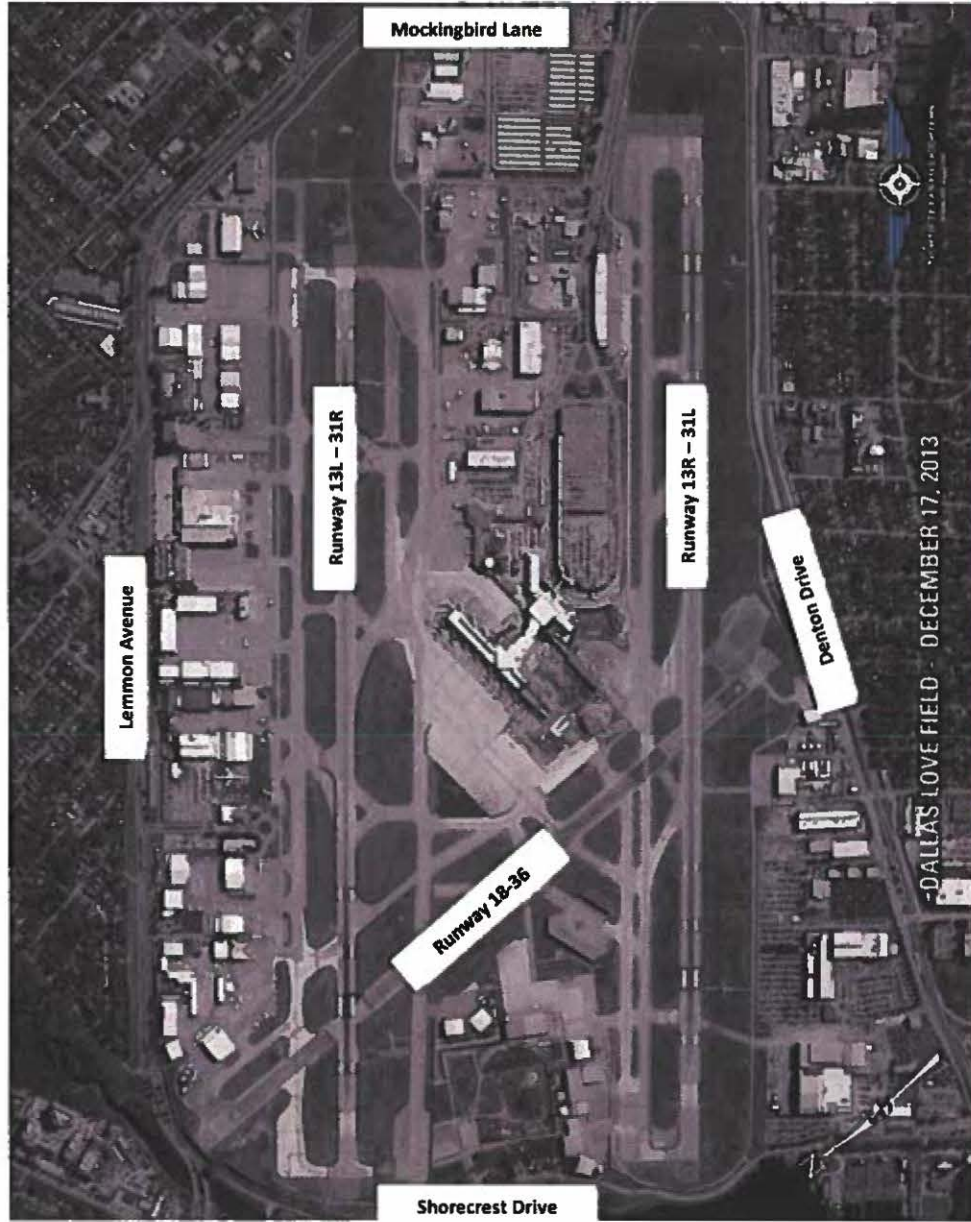 Mockingbird Lane
Lemmon Avenue
Runway 13L – 31R
Runway 13R – 31L
Denton Drive
Runway 18-36
-DALLAS LOVE FIELD - DECEMBER 17, 2013
Shorecrest Drive